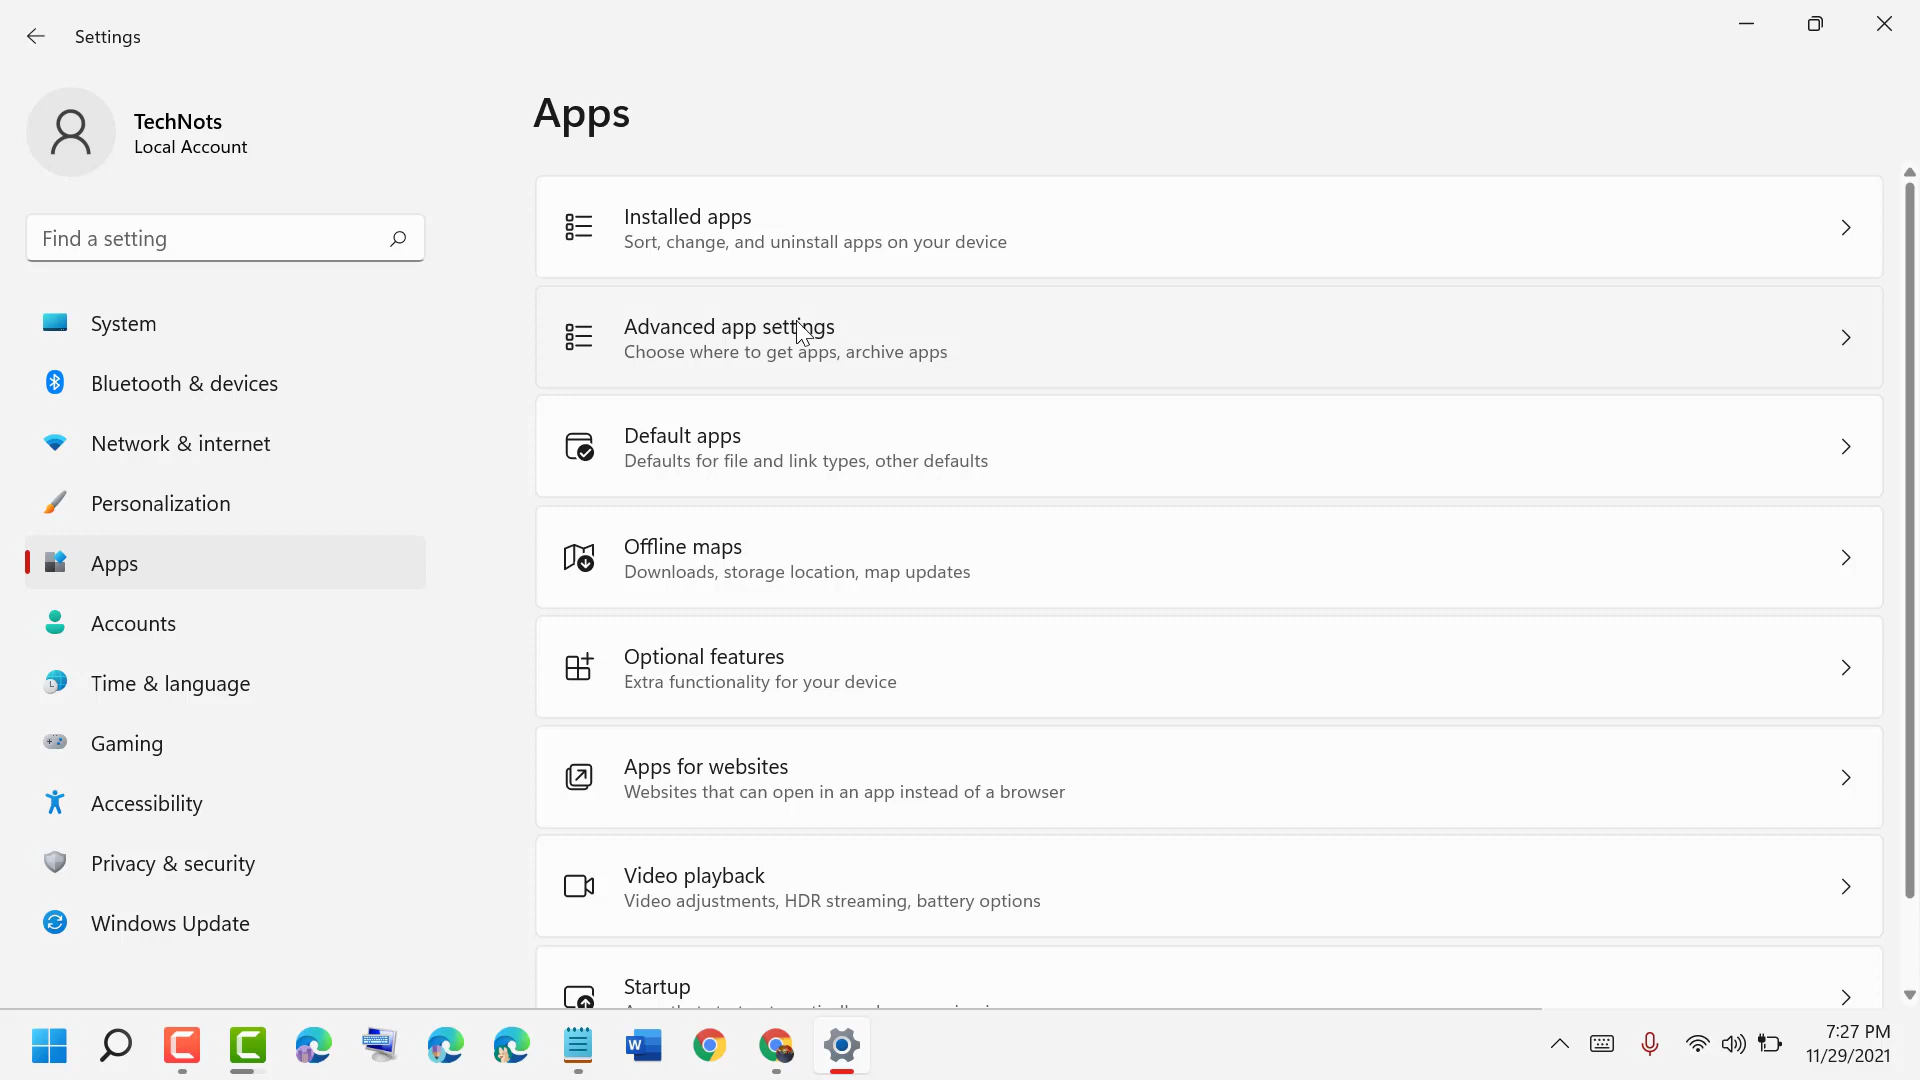 Settings
TechNots
Local Account
Find a setting
System
Bluetooth & devices
Network & internet
Personalization
Apps
Accounts
Time & language
Gaming
Accessibility
Privacy & security
Windows Update
Apps
Installed apps
Sort, change, and uninstall apps on your device
Advanced app settings
Choose where to get apps, archive apps
Default apps
Defaults for file and link types, other defaults
Offline maps
Downloads, storage location, map updates
Optional features
Extra functionality for your device
Apps for websites
Websites that can open in an app instead of a browser
Video playback
Video adjustments, HDR streaming, battery options
Startup
7:27 PM
11/29/2021